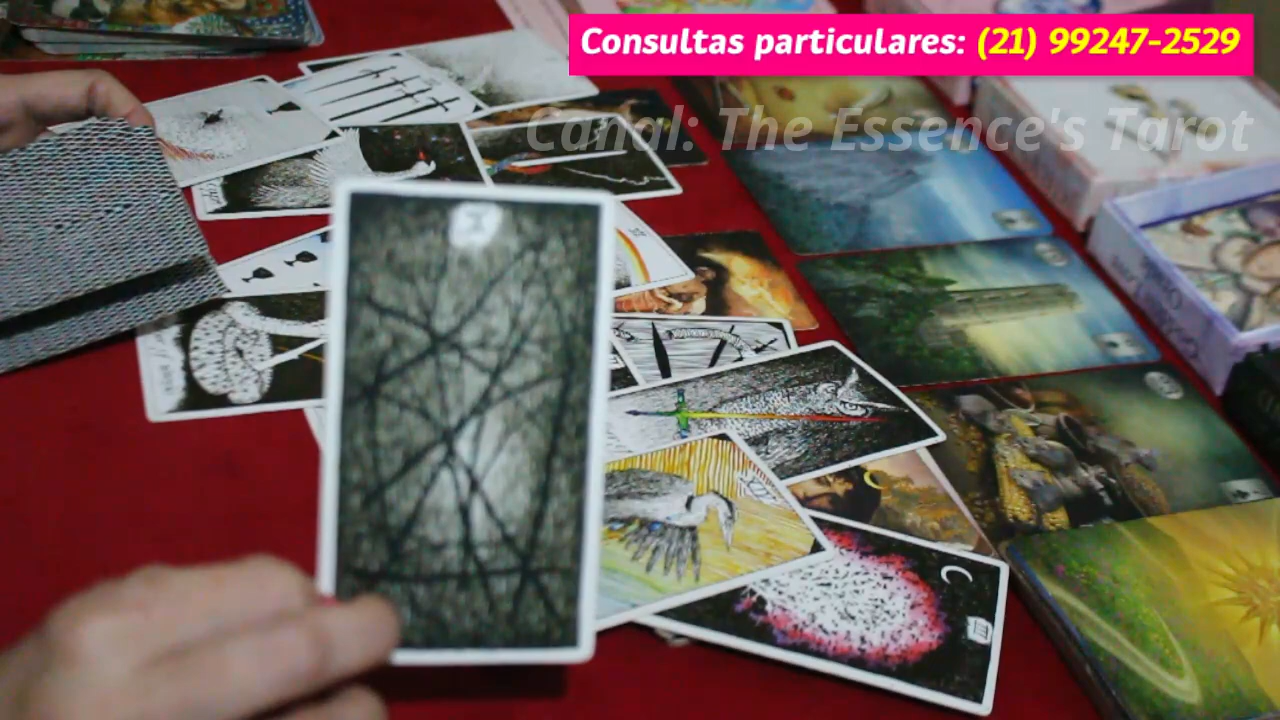 Consultas particulares: (21) 99247-2529
Canal: The Essence's Tarot
I